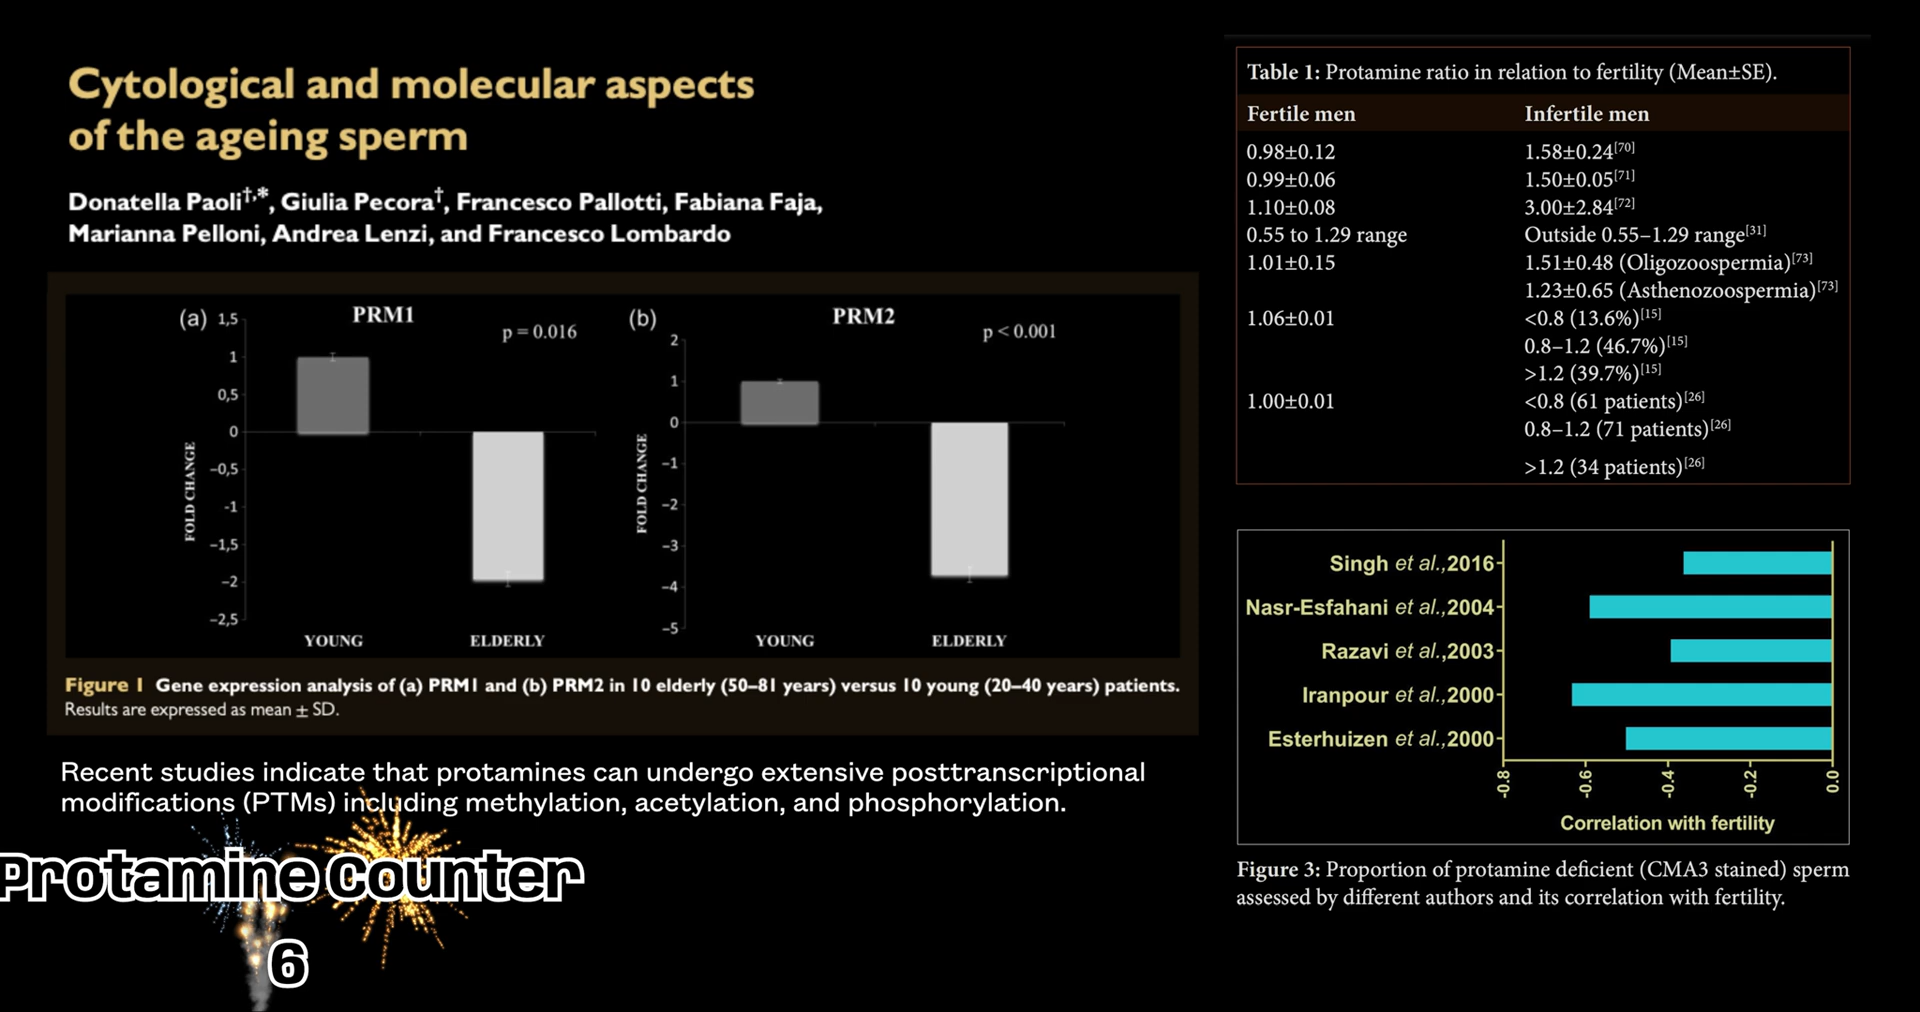 Cytological and molecular aspects
of the ageing sperm
Donatella Paoli†,*, Giulia Pecora†, Francesco Pallotti, Fabiana Faja,
Marianna Pelloni, Andrea Lenzi, and Francesco Lombardo
(a)
PRM1
p = 0.016
FOLD CHANGE
1,5
1
0,5
0
−0,5
-1
−1,5
−2
−2,5
YOUNG
ELDERLY
(b)
PRM2
p < 0.001
FOLD CHANGE
2
1
0
−1
−2
−3
−4
−5
YOUNG
ELDERLY
Figure 1 Gene expression analysis of (a) PRM1 and (b) PRM2 in 10 elderly (50–81 years) versus 10 young (20–40 years) patients.
Results are expressed as mean ± SD.
Recent studies indicate that protamines can undergo extensive posttranscriptional
modifications (PTMs) including methylation, acetylation, and phosphorylation.
Protamine Counter
6
Table 1: Protamine ratio in relation to fertility (Mean±SE).
Fertile men Infertile men
0.98±0.12 1.58±0.24[70]
0.99±0.06 1.50±0.05[71]
1.10±0.08 3.00±2.84[72]
0.55 to 1.29 range Outside 0.55–1.29 range[31]
1.01±0.15 1.51±0.48 (Oligozoospermia)[73]
1.23±0.65 (Asthenozoospermia)[73]
1.06±0.01 <0.8 (13.6%)[15]
0.8–1.2 (46.7%)[15]
>1.2 (39.7%)[15]
1.00±0.01 <0.8 (61 patients)[26]
0.8–1.2 (71 patients)[26]
>1.2 (34 patients)[26]
Singh et al.,2016
Nasr-Esfahani et al.,2004
Razavi et al.,2003
Iranpour et al.,2000
Esterhuizen et al.,2000
-0.8 -0.6 -0.4 -0.2 0.0
Correlation with fertility
Figure 3: Proportion of protamine deficient (CMA3 stained) sperm
assessed by different authors and its correlation with fertility.